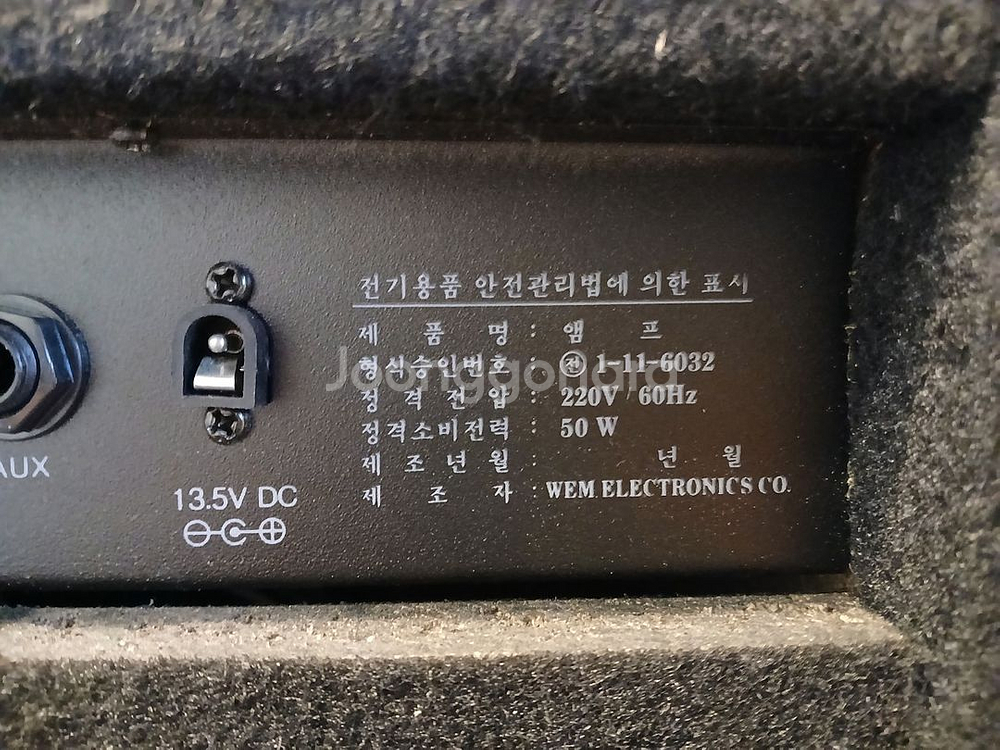 전기용품 안전관리법에 의한 표시
제 품 명 : 앰 프
형식승인번호 : 전 1-11-6032
정격전압 : 220V 60Hz
정격소비전력 : 50 W
제조년월 : 년 월
제 조 자 : WEM ELECTRONICS CO.
AUX
13.5V DC
Joonggonara